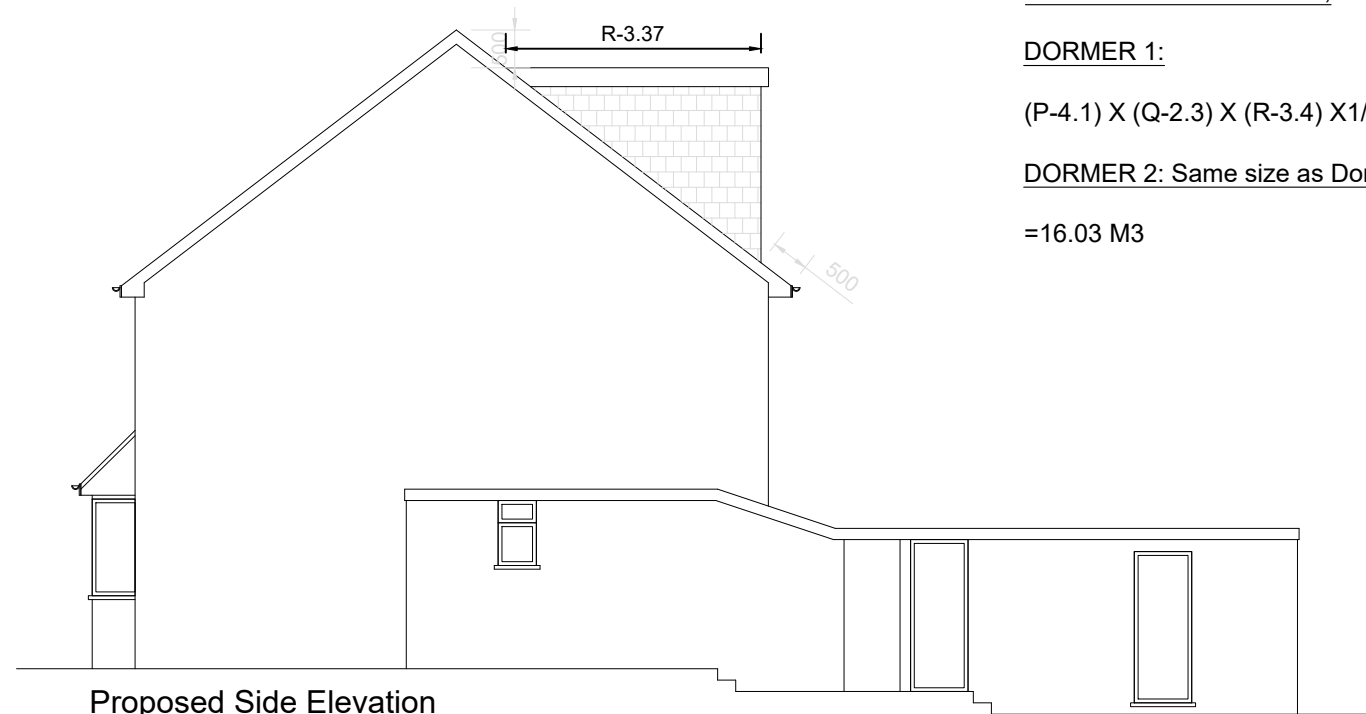 R-3.37
500
DORMER 1:
(P-4.1) X (Q-2.3) X (R-3.4) X1/
DORMER 2: Same size as Dor
=16.03 M3
500
Proposed Side Elevation